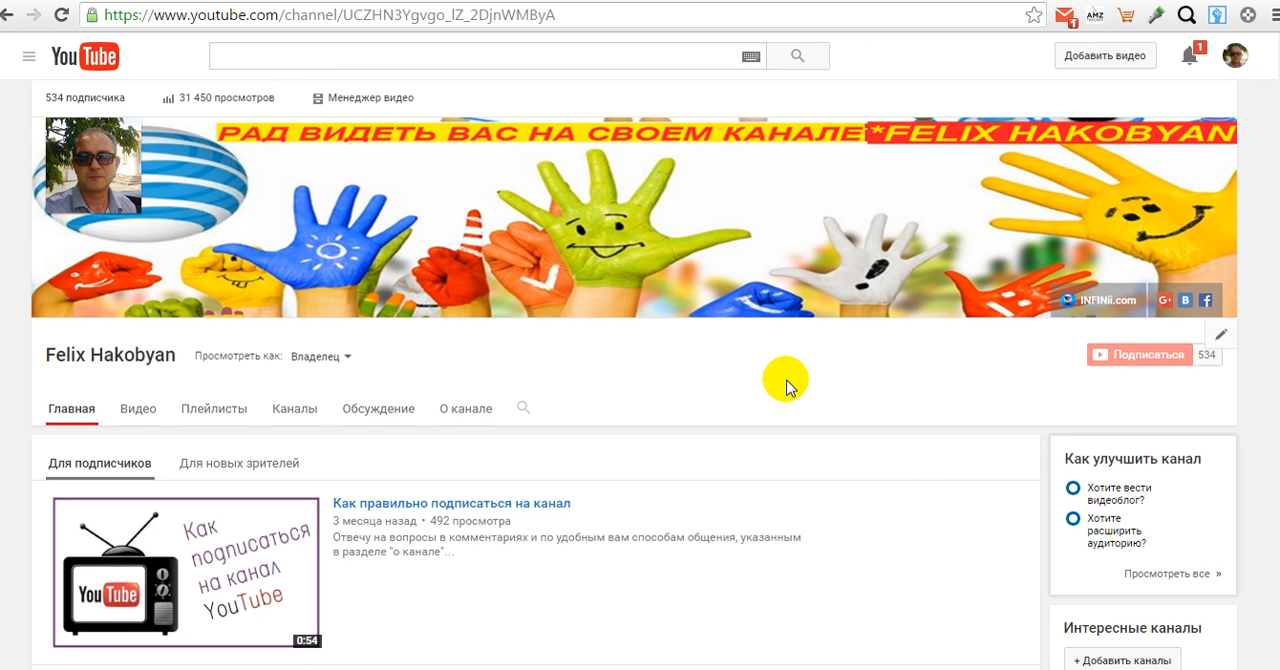 https://www.youtube.com/channel/UCZHN3Ygvgo_lZ_2DjnWMByA
1
AMZ
YouTube
Добавить видео
1
534 подписчика
31 450 просмотров
Менеджер видео
РАД ВИДЕТЬ ВАС НА СВОЕМ КАНАЛЕ*FELIX HAKOBYAN
INFINii.com
G+
B
f
Felix Hakobyan
Просмотреть как: Владелец
Подписаться
534
Главная
Видео
Плейлисты
Каналы
Обсуждение
О канале
Для подписчиков
Для новых зрителей
Как подписаться на канал YouTube
YouTube
0:54
Как правильно подписаться на канал
3 месяца назад • 492 просмотра
Отвечу на вопросы в комментариях и по удобным вам способам общения, указанным
в разделе "о канале"...
Как улучшить канал
Хотите вести
видеоблог?
Хотите
расширить
аудиторию?
Просмотреть все »
Интересные каналы
+ Добавить каналы